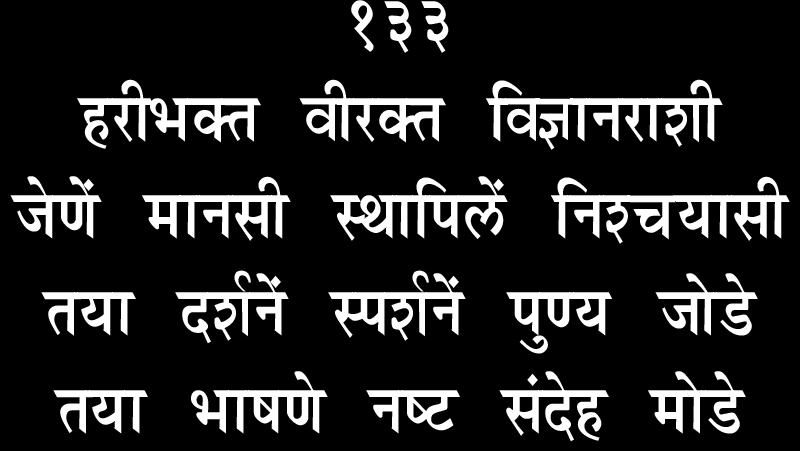 १३३
हरीभक्त वीरक्त विज्ञानराशी
जेणें मानसी स्थापिलें निश्चयासी
तया दर्शनें स्पर्शनें पुण्य जोडे
तया भाषणे नष्ट संदेह मोडे